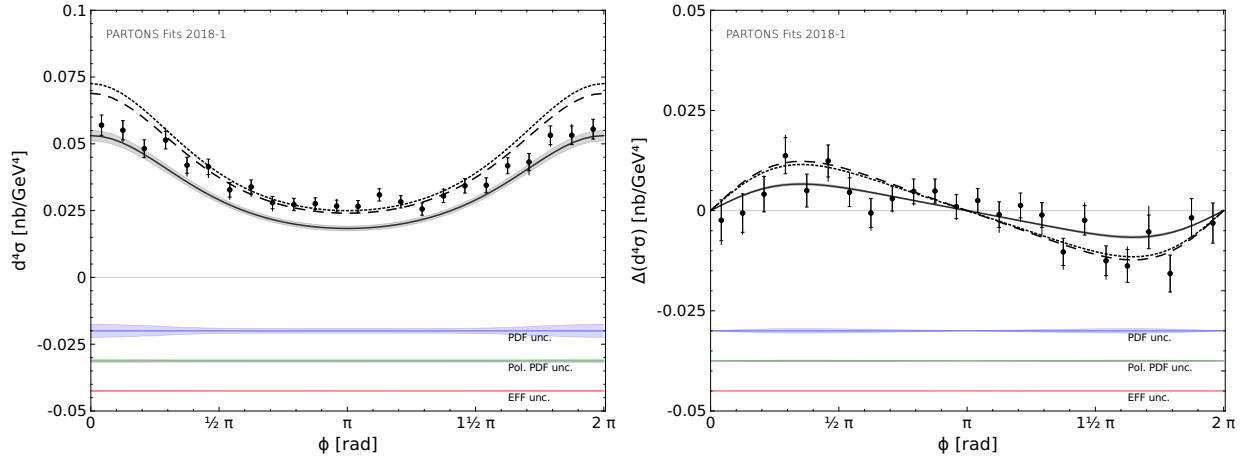 0.1
0.075
0.05
0.025
0
-0.025
-0.05
d⁴σ [nb/GeV⁴]
PARTONS Fits 2018-1
PDF unc.
Pol. PDF unc.
EFF unc.
0 ½ π π 1½ π 2 π
ϕ [rad]
0.05
0.025
0
-0.025
-0.05
Δ(d⁴σ) [nb/GeV⁴]
PARTONS Fits 2018-1
PDF unc.
Pol. PDF unc.
EFF unc.
0 ½ π π 1½ π 2 π
ϕ [rad]